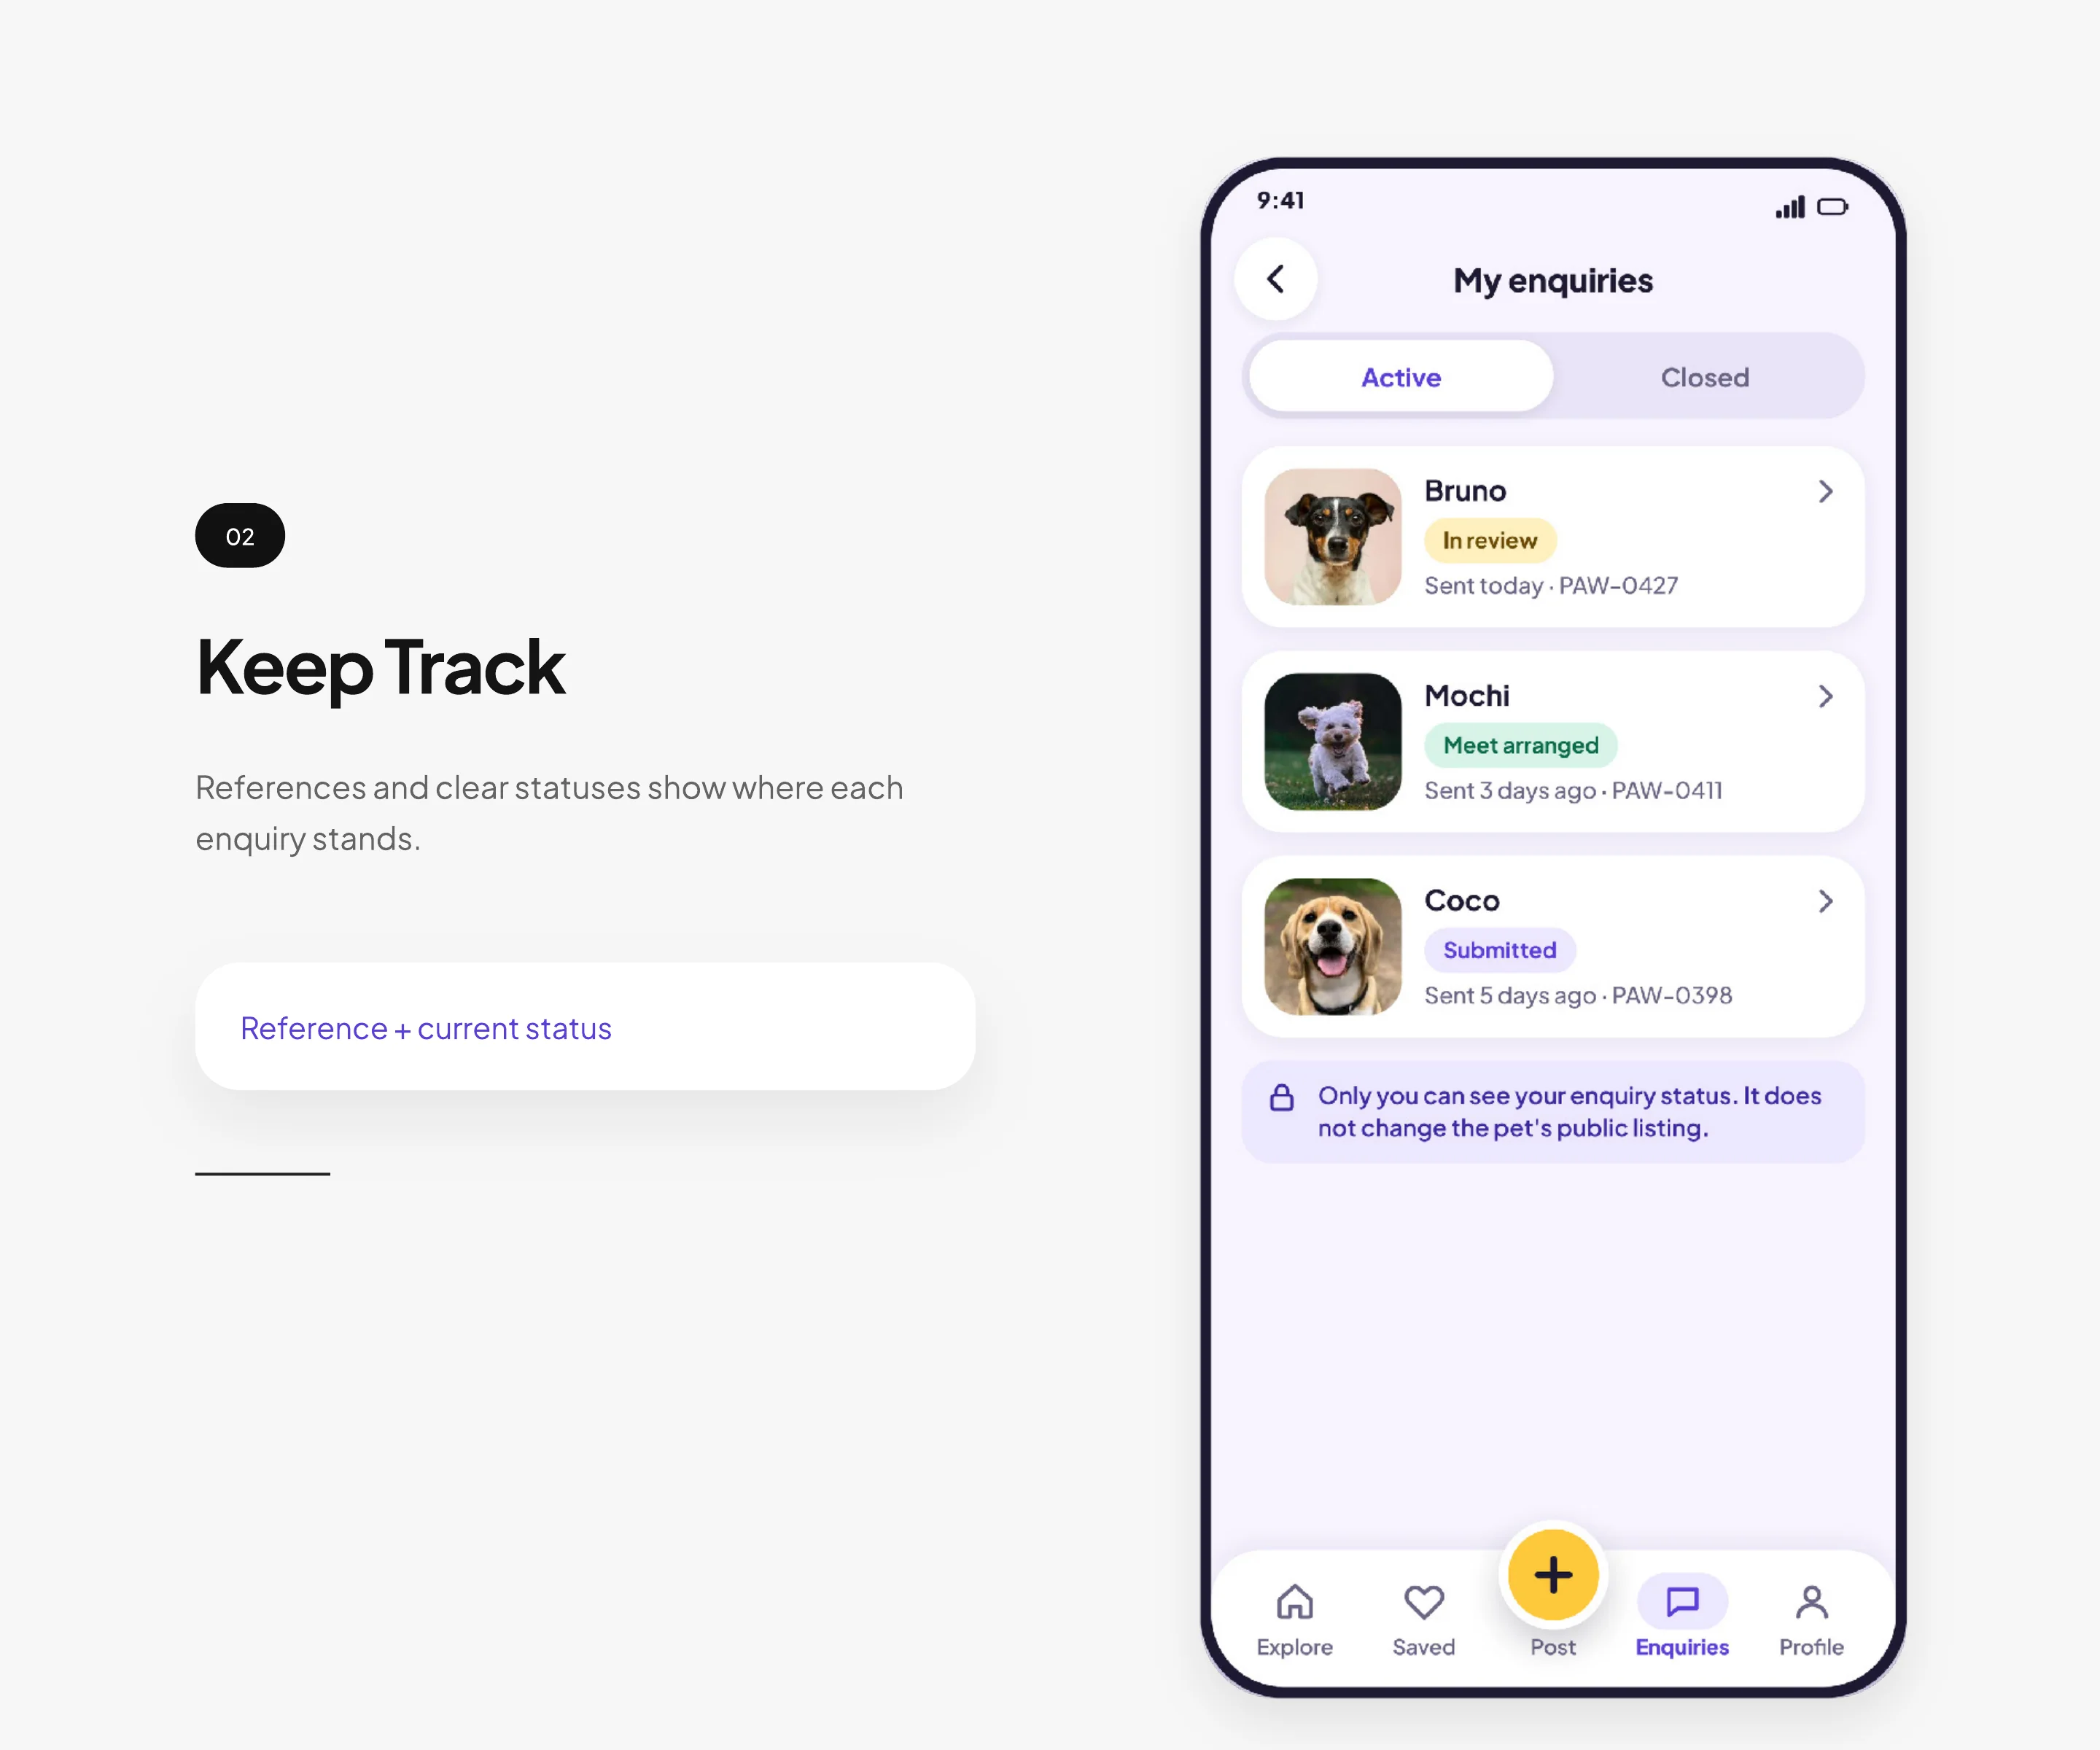 02
Keep Track
References and clear statuses show where each
enquiry stands.
Reference + current status
9:41
My enquiries
Active
Closed
Bruno
In review
Sent today · PAW-0427
Mochi
Meet arranged
Sent 3 days ago · PAW-0411
Coco
Submitted
Sent 5 days ago · PAW-0398
Only you can see your enquiry status. It does
not change the pet's public listing.
Explore
Saved
Post
Enquiries
Profile